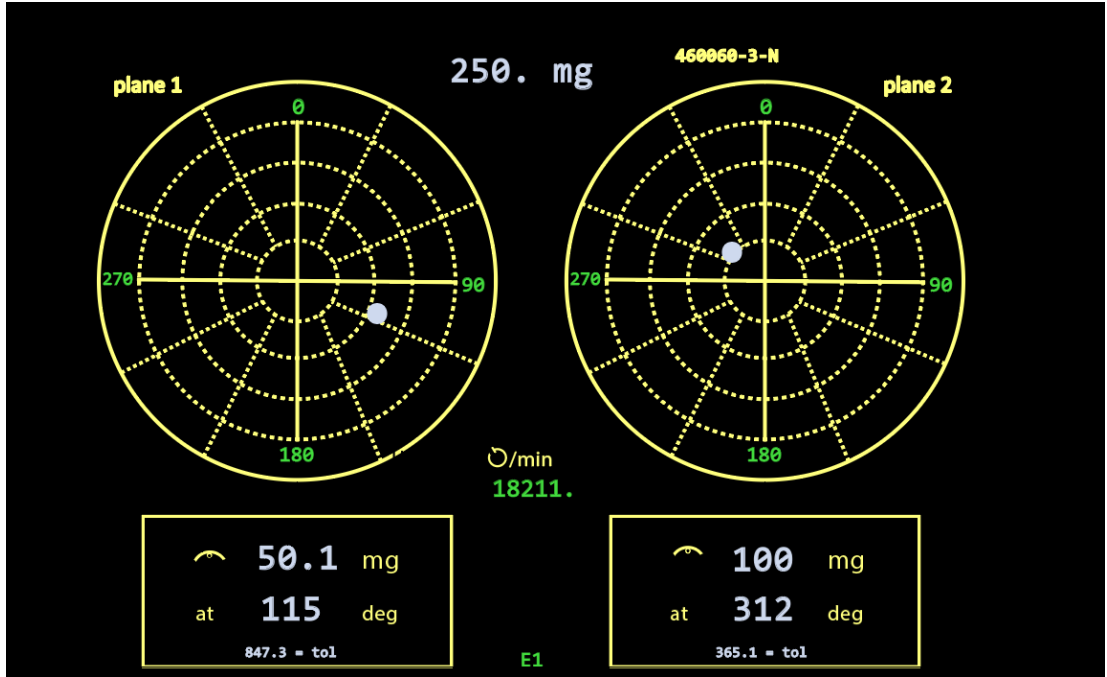 460060-3-N
250. mg
plane 1
plane 2
0
270
90
180
0
270
90
180
/min
18211.
50.1 mg
at 115 deg
847.3 = tol
100 mg
at 312 deg
365.1 = tol
E1